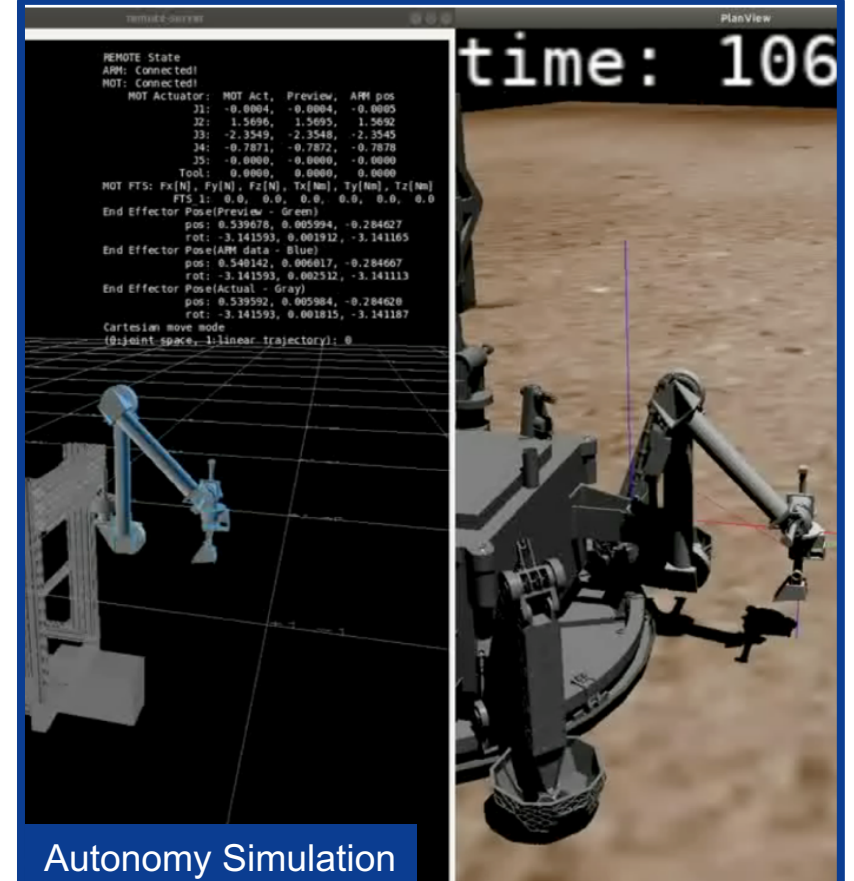 remote-server
PlanView
REMOTE State
ARM: Connected!
MOT: Connected!
MOT Actuator: MOT Act, Preview, ARM pos
J1: -0.0004, -0.0004, -0.0005
J2: 1.5696, 1.5695, 1.5692
J3: -2.3549, -2.3548, -2.3545
J4: -0.7871, -0.7872, -0.7878
J5: -0.0000, -0.0000, -0.0000
Tool: 0.0000, 0.0000, 0.0000
MOT FTS: Fx[N], Fy[N], Fz[N], Tx[Nm], Ty[Nm], Tz[Nm]
FTS_1: 0.0, 0.0, 0.0, 0.0, 0.0, 0.0
End Effector Pose(Preview - Green)
pos: 0.539678, 0.005994, -0.284627
rot: -3.141593, 0.001912, -3.141165
End Effector Pose(ARM data - Blue)
pos: 0.540142, 0.006017, -0.284667
rot: -3.141593, 0.002512, -3.141113
End Effector Pose(Actual - Gray)
pos: 0.539592, 0.005984, -0.284620
rot: -3.141593, 0.001815, -3.141187
Cartesian move mode
(0:joint space, 1:linear trajectory): 0
time: 106
Autonomy Simulation